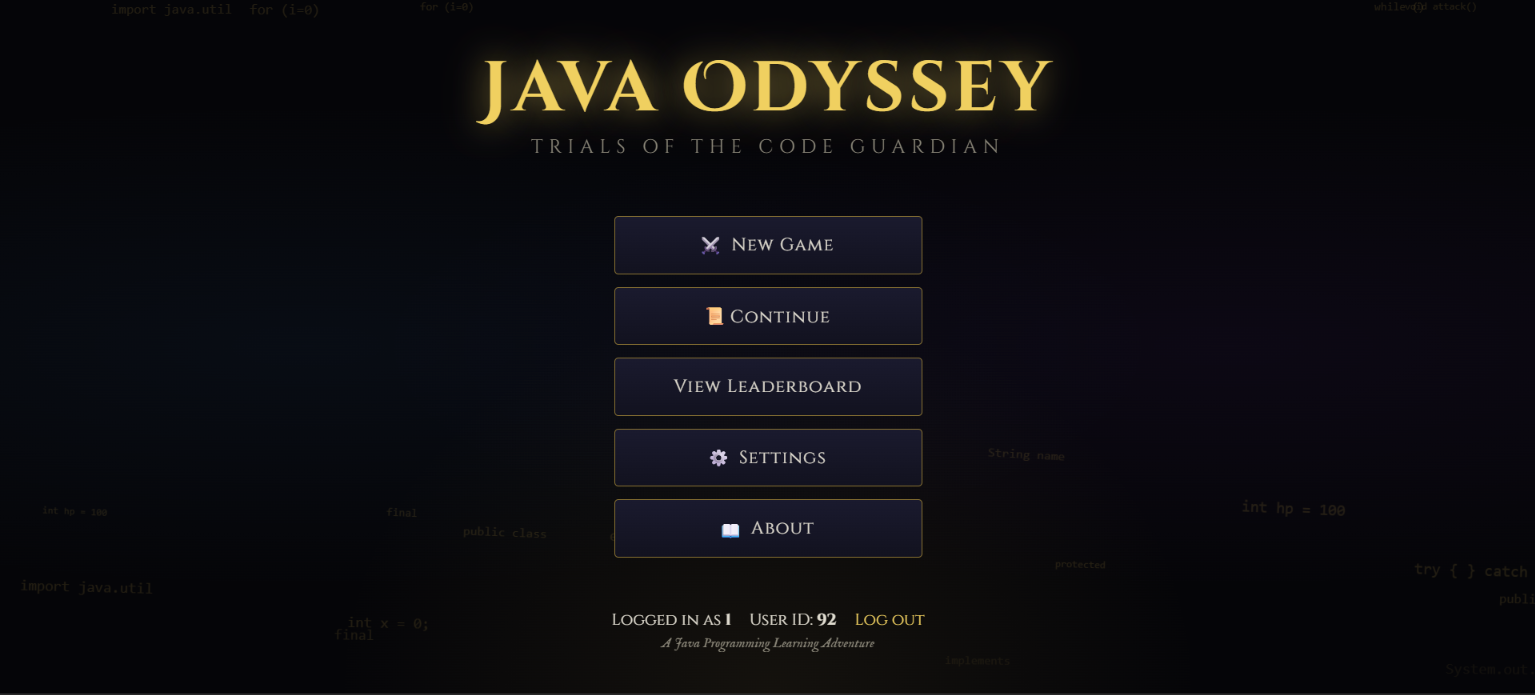 import java.util for (i=0) for (i=0)
JAVA ODYSSEY
TRIALS OF THE CODE GUARDIAN
NEW GAME
CONTINUE
VIEW LEADERBOARD
String name
SETTINGS
int hp = 100
final
int hp = 100
public class
ABOUT
protected
try { } catch
import java.util
LOGGED IN AS 1 USER ID: 92 LOG OUT
int x = 0;
final
A Java Programming Learning Adventure
implements
System.out